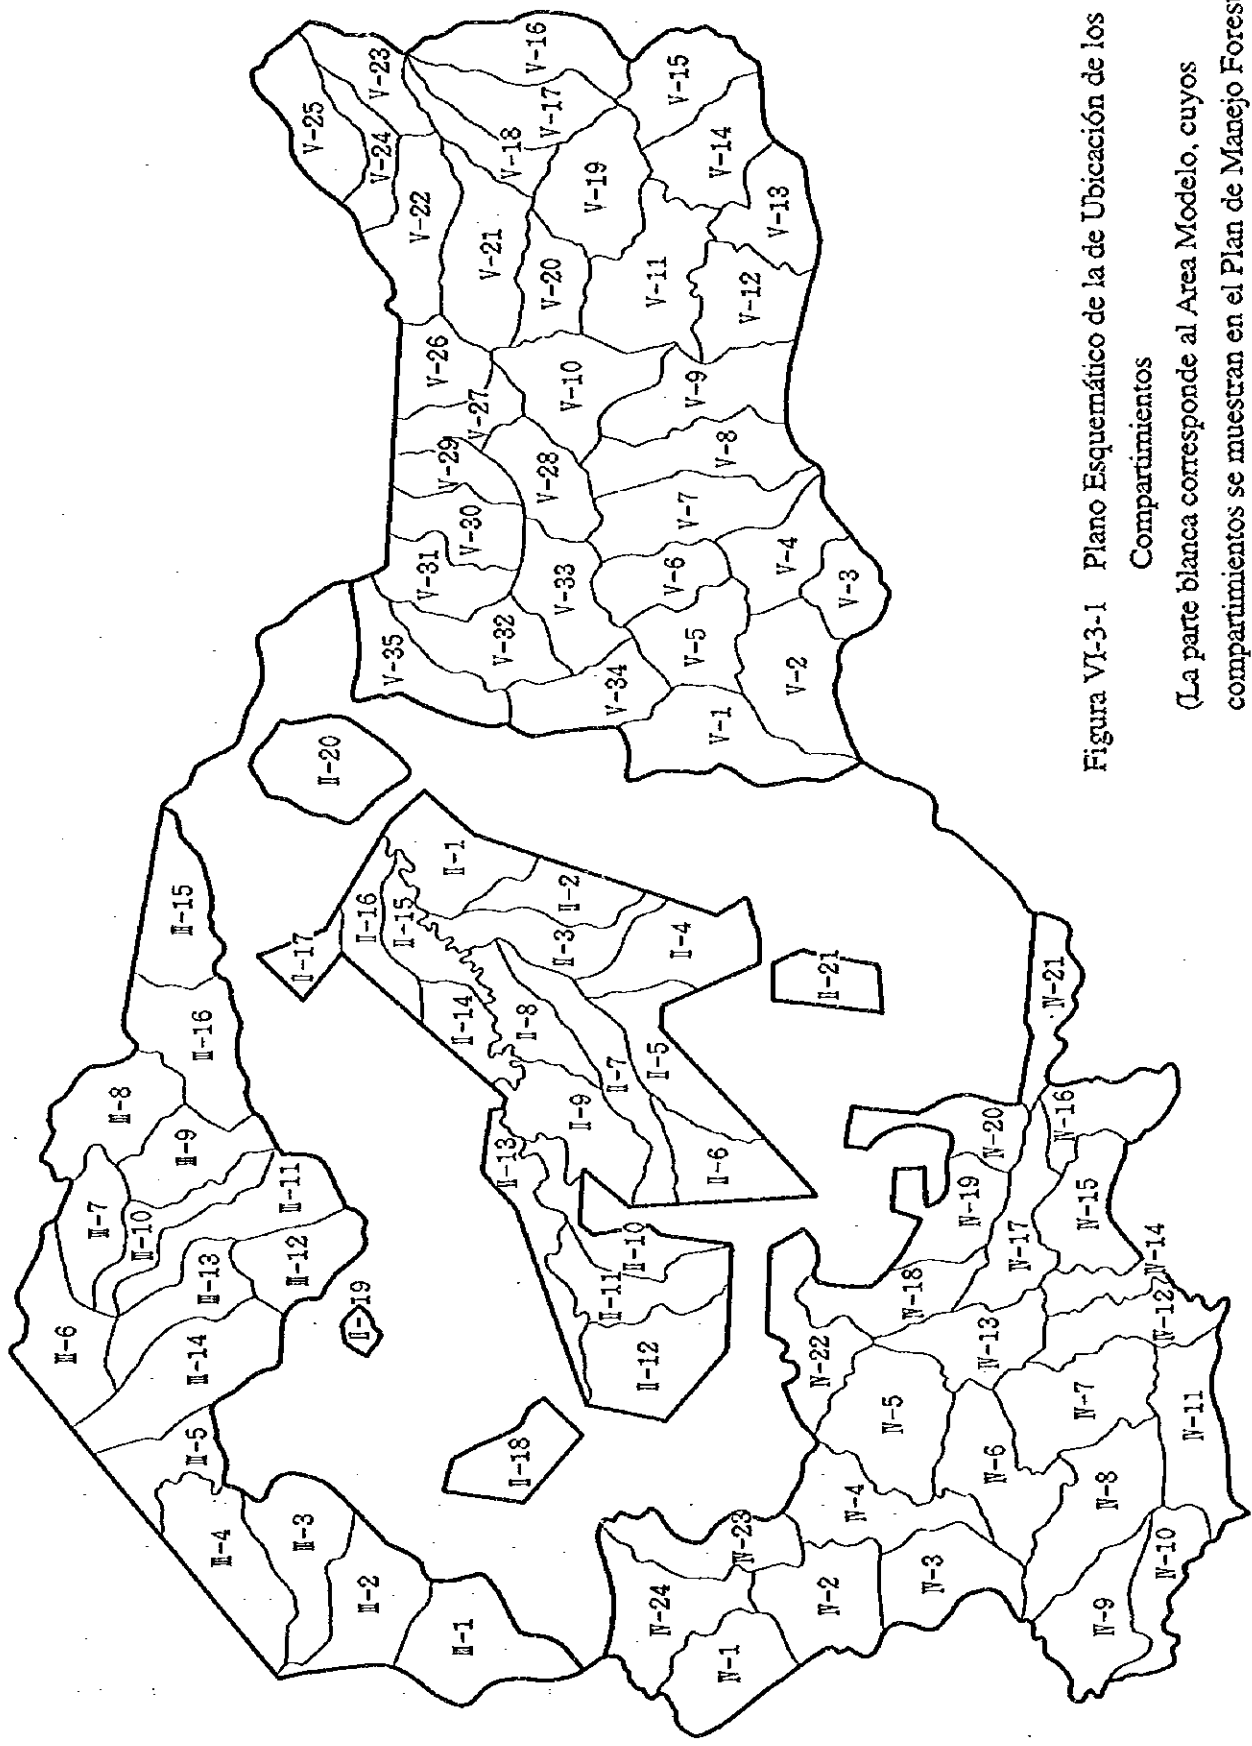 III-1
III-2
III-3
III-4
III-5
III-6
III-7
III-8
III-9
III-10
III-11
III-12
III-13
III-14
III-15
III-16
II-1
II-2
II-3
II-4
II-5
II-6
II-7
II-8
II-9
II-10
II-11
II-12
II-13
II-14
II-15
II-16
II-17
II-18
II-19
II-20
II-21
IV-1
IV-2
IV-3
IV-4
IV-5
IV-6
IV-7
IV-8
IV-9
IV-10
IV-11
IV-12
IV-13
IV-14
IV-15
IV-16
IV-17
IV-18
IV-19
IV-20
IV-21
IV-22
IV-23
IV-24
V-1
V-2
V-3
V-4
V-5
V-6
V-7
V-8
V-9
V-10
V-11
V-12
V-13
V-14
V-15
V-16
V-17
V-18
V-19
V-20
V-21
V-22
V-23
V-24
V-25
V-26
V-27
V-28
V-29
V-30
V-31
V-32
V-33
V-34
V-35
Figura VI-3-1 Plano Esquemático de la de Ubicación de los
Compartimientos
(La parte blanca corresponde al Area Modelo, cuyos
compartimientos se muestran en el Plan de Manejo Forest